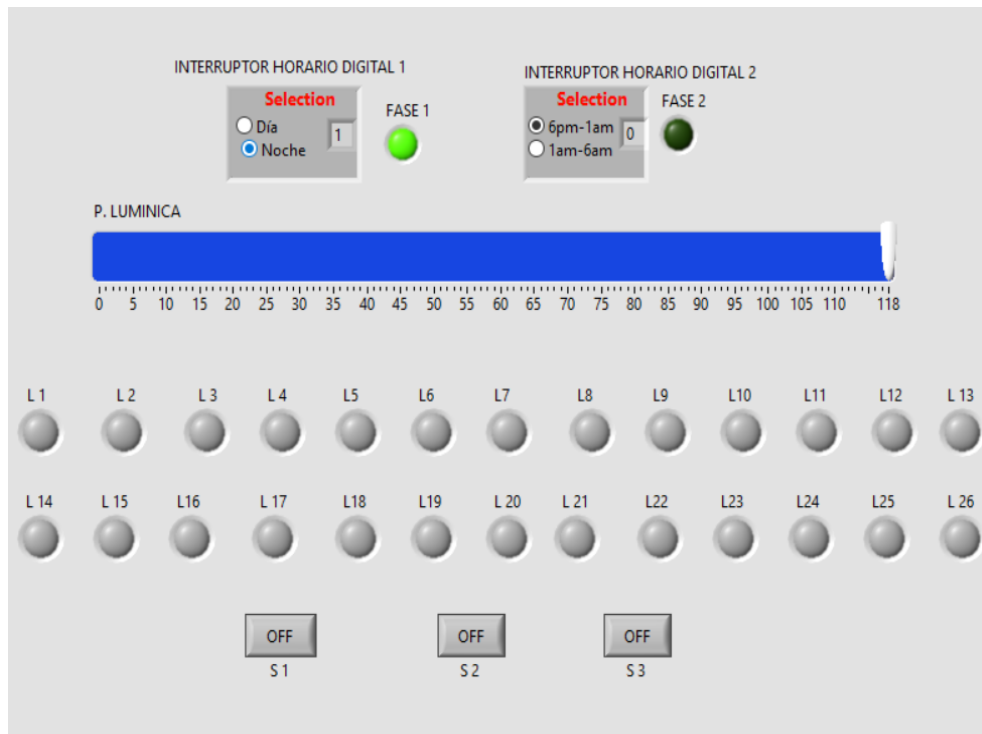 INTERRUPTOR HORARIO DIGITAL 1
INTERRUPTOR HORARIO DIGITAL 2
Selection
Día
Noche
1
FASE 1
Selection
6pm-1am
1am-6am
0
FASE 2
P. LUMINICA
0 5 10 15 20 25 30 35 40 45 50 55 60 65 70 75 80 85 90 95 100 105 110 118
L 1 L 2 L 3 L 4 L5 L6 L7 L8 L9 L10 L11 L12 L 13
L 14 L 15 L16 L 17 L18 L19 L 20 L 21 L22 L23 L24 L25 L 26
OFF OFF OFF
S 1 S 2 S 3